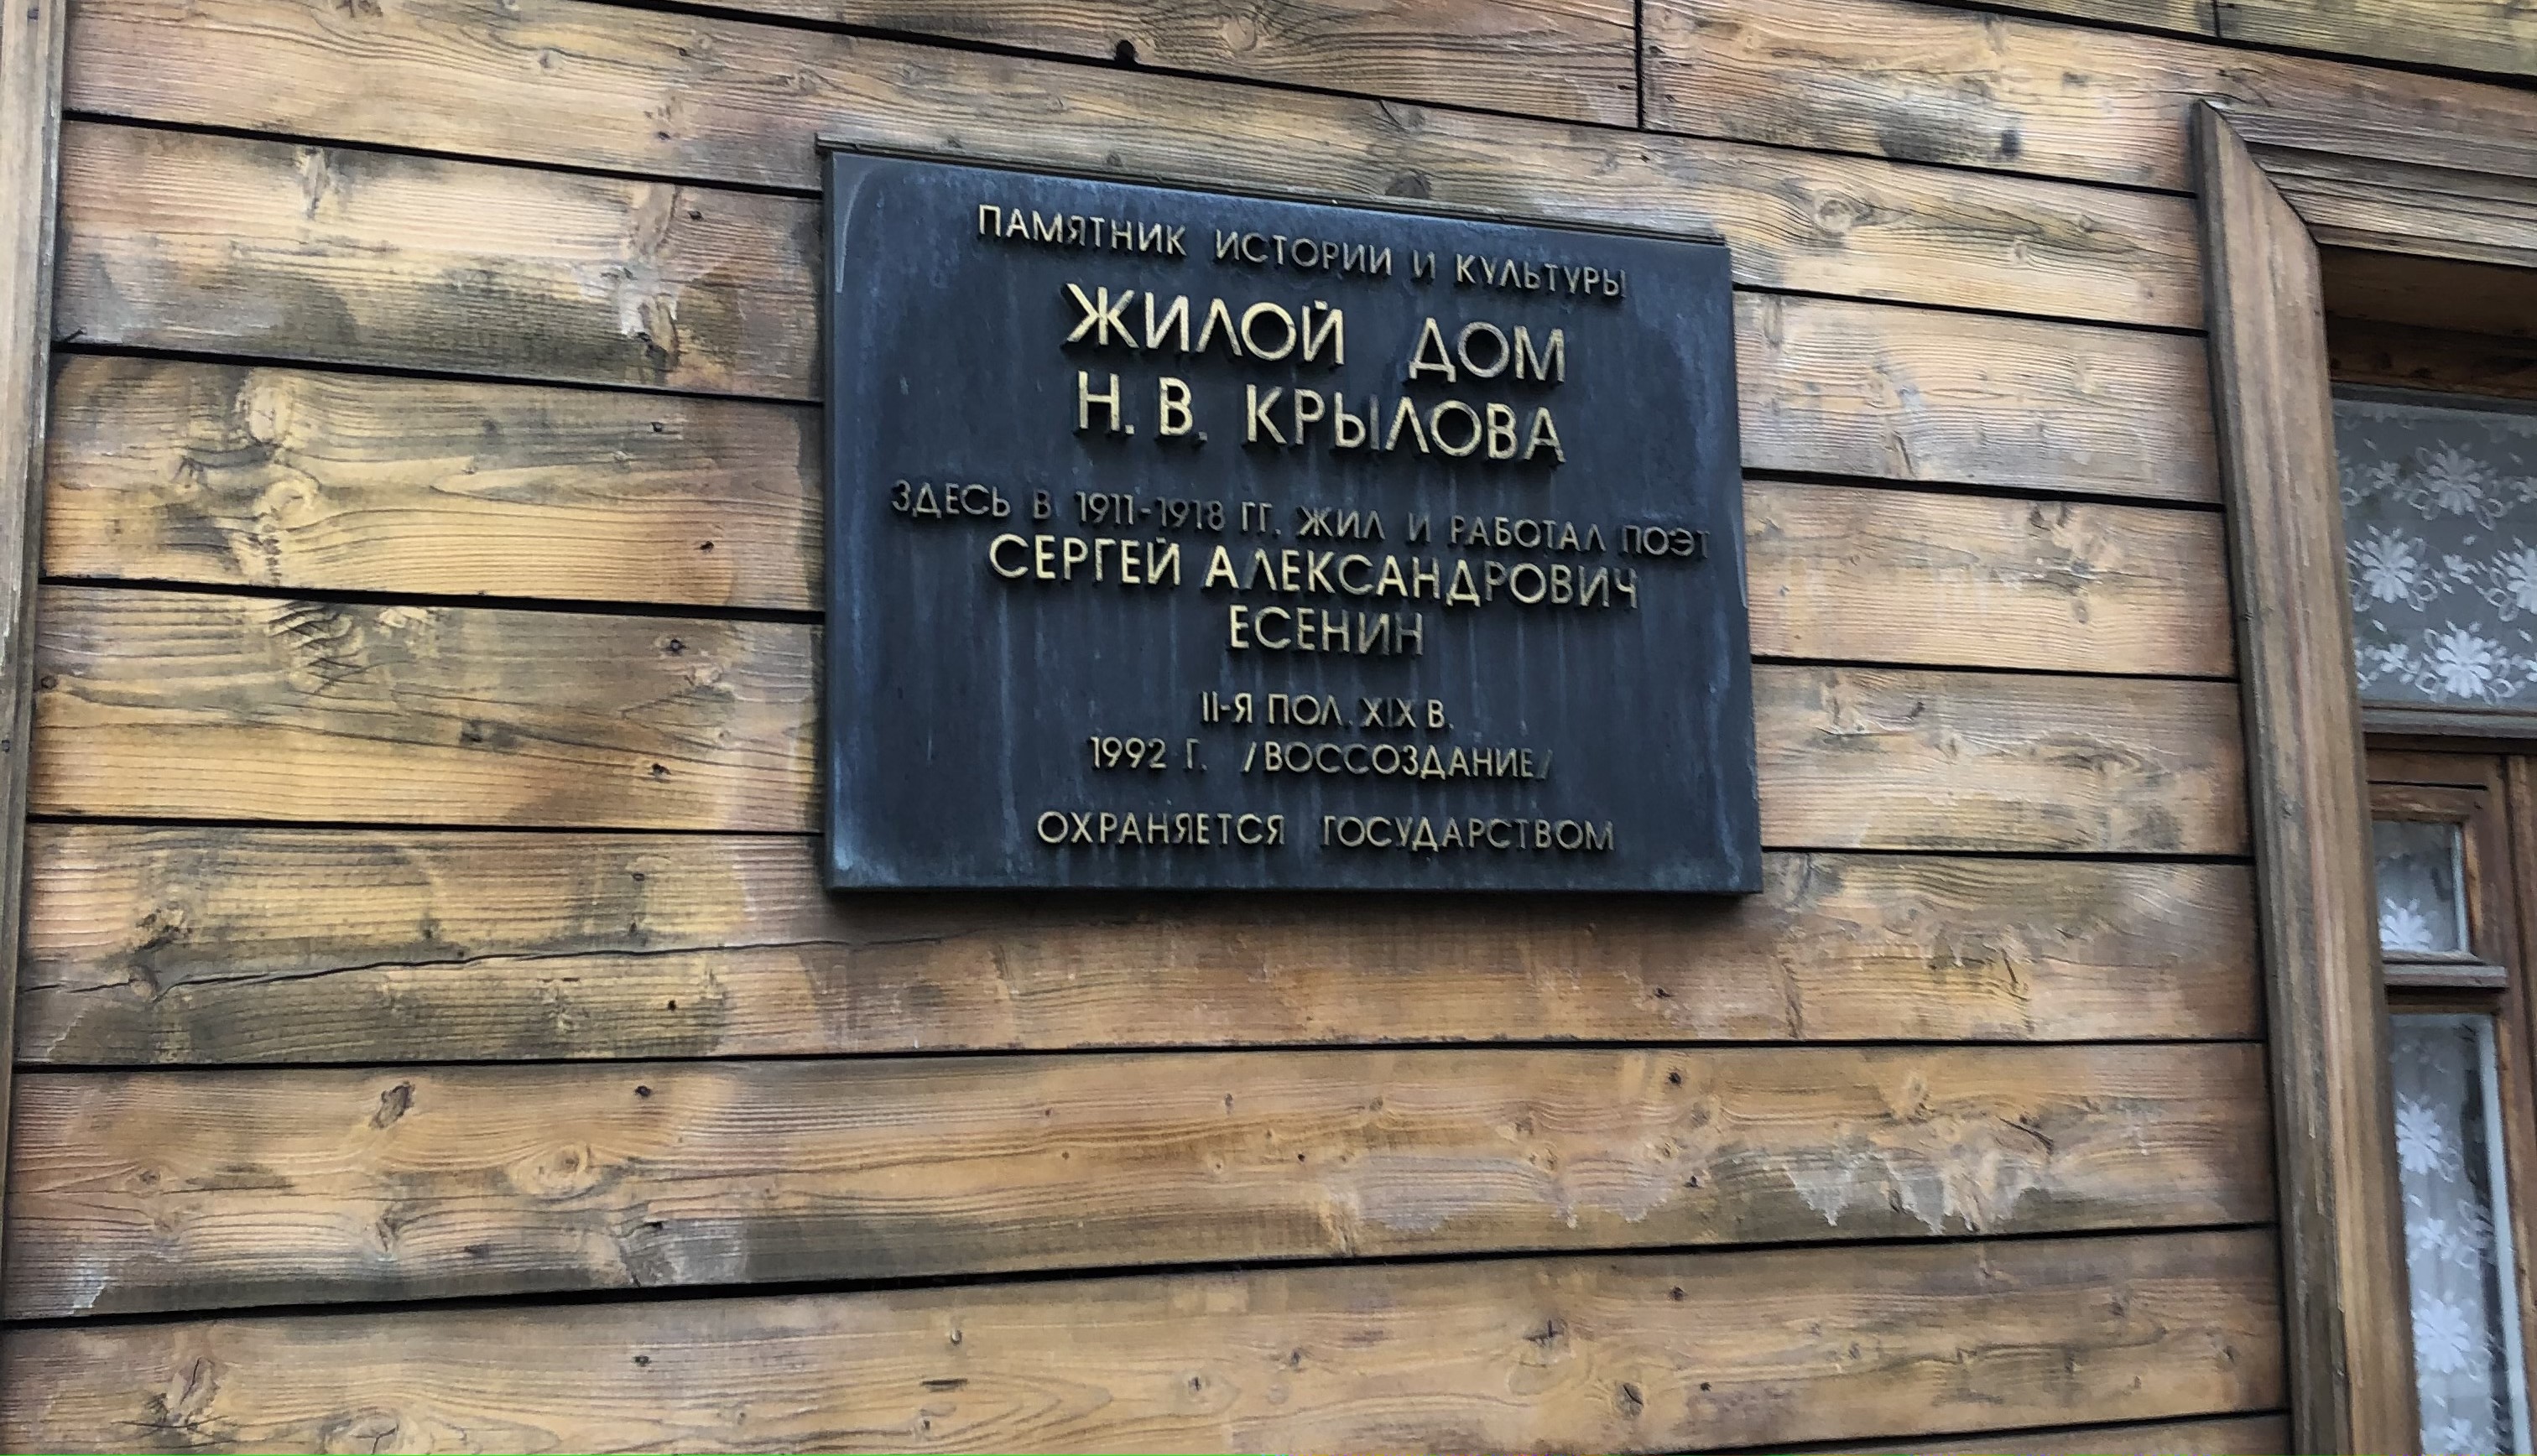 ПАМЯТНИК ИСТОРИИ И КУЛЬТУРЫ
ЖИЛОЙ ДОМ
Н. В. КРЫЛОВА
ЗДЕСЬ В 1911-1918 ГГ. ЖИЛ И РАБОТАЛ ПОЭТ
СЕРГЕЙ АЛЕКСАНДРОВИЧ
ЕСЕНИН
II-Я ПОЛ. XIX В.
1992 Г. /ВОССОЗДАНИЕ/
ОХРАНЯЕТСЯ ГОСУДАРСТВОМ